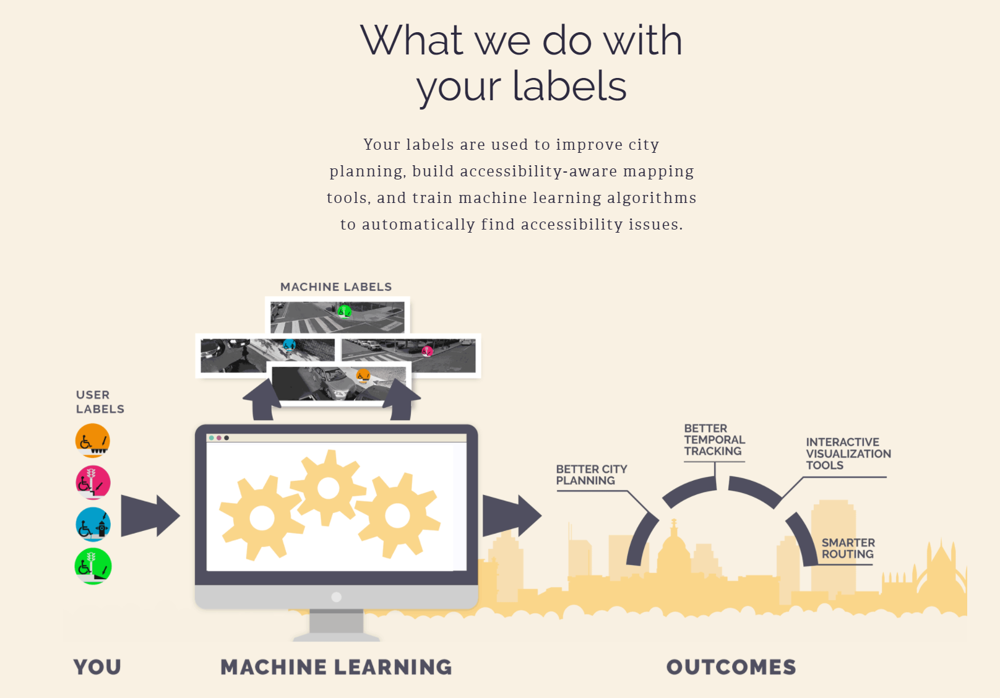 What we do with
your labels
Your labels are used to improve city
planning, build accessibility-aware mapping
tools, and train machine learning algorithms
to automatically find accessibility issues.
MACHINE LABELS
USER
LABELS
BETTER CITY
PLANNING
BETTER
TEMPORAL
TRACKING
INTERACTIVE
VISUALIZATION
TOOLS
SMARTER
ROUTING
YOU
MACHINE LEARNING
OUTCOMES